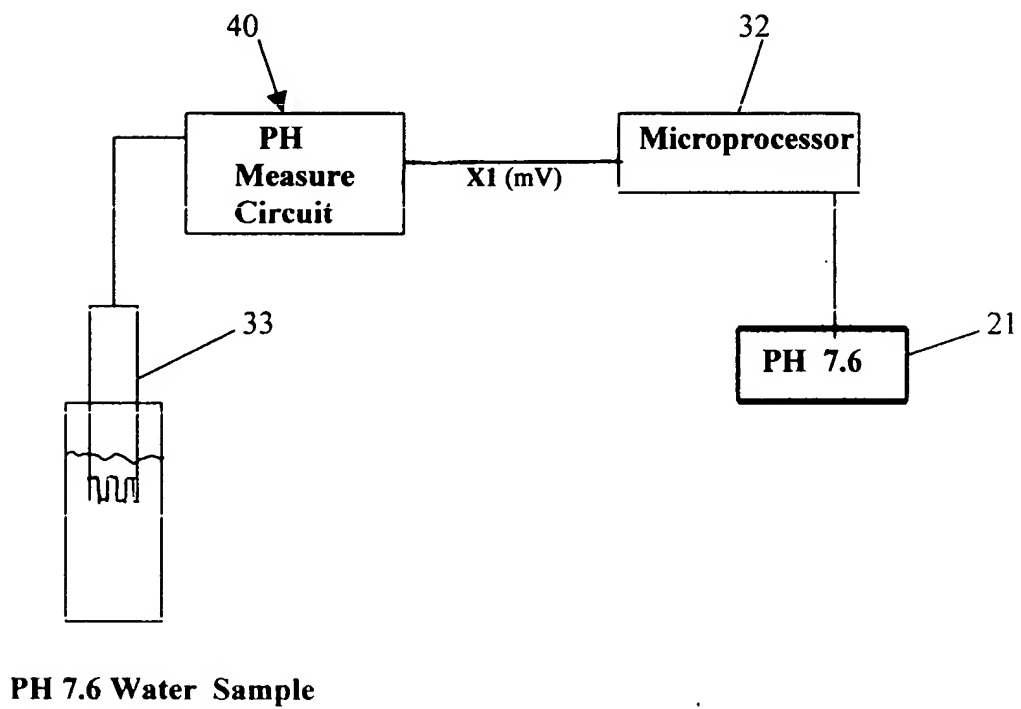 40
32
PH
Measure
Circuit
Microprocessor
X1 (mV)
33
21
PH 7.6
PH 7.6 Water Sample